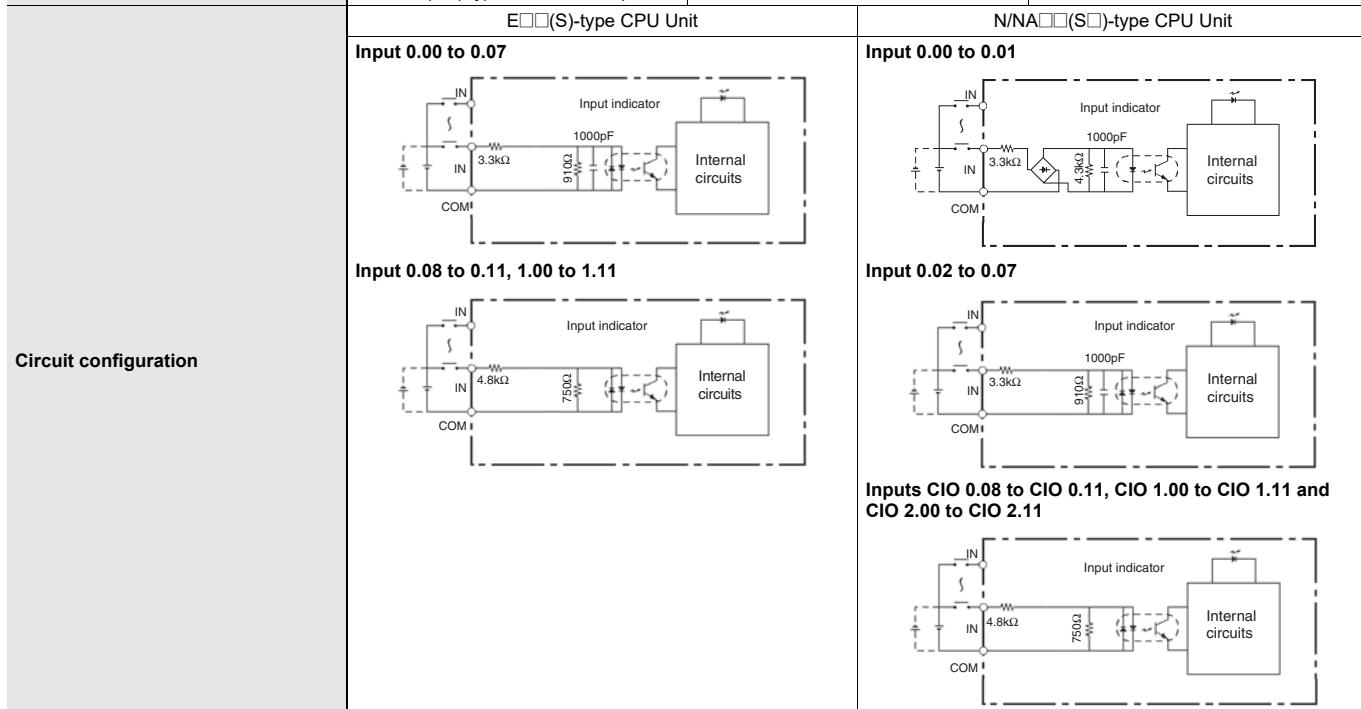 E□□(S)-type CPU Unit
N/NA□□(S□)-type CPU Unit
Circuit configuration
Input 0.00 to 0.07
IN
Input indicator
1000pF
3.3kΩ
910Ω
IN
Internal
circuits
COM
Input 0.08 to 0.11, 1.00 to 1.11
IN
Input indicator
4.8kΩ
750Ω
IN
Internal
circuits
COM
Input 0.00 to 0.01
IN
Input indicator
1000pF
3.3kΩ
4.3kΩ
IN
Internal
circuits
COM
Input 0.02 to 0.07
IN
Input indicator
1000pF
3.3kΩ
910Ω
IN
Internal
circuits
COM
Inputs CIO 0.08 to CIO 0.11, CIO 1.00 to CIO 1.11 and
CIO 2.00 to CIO 2.11
IN
Input indicator
4.8kΩ
750Ω
IN
Internal
circuits
COM